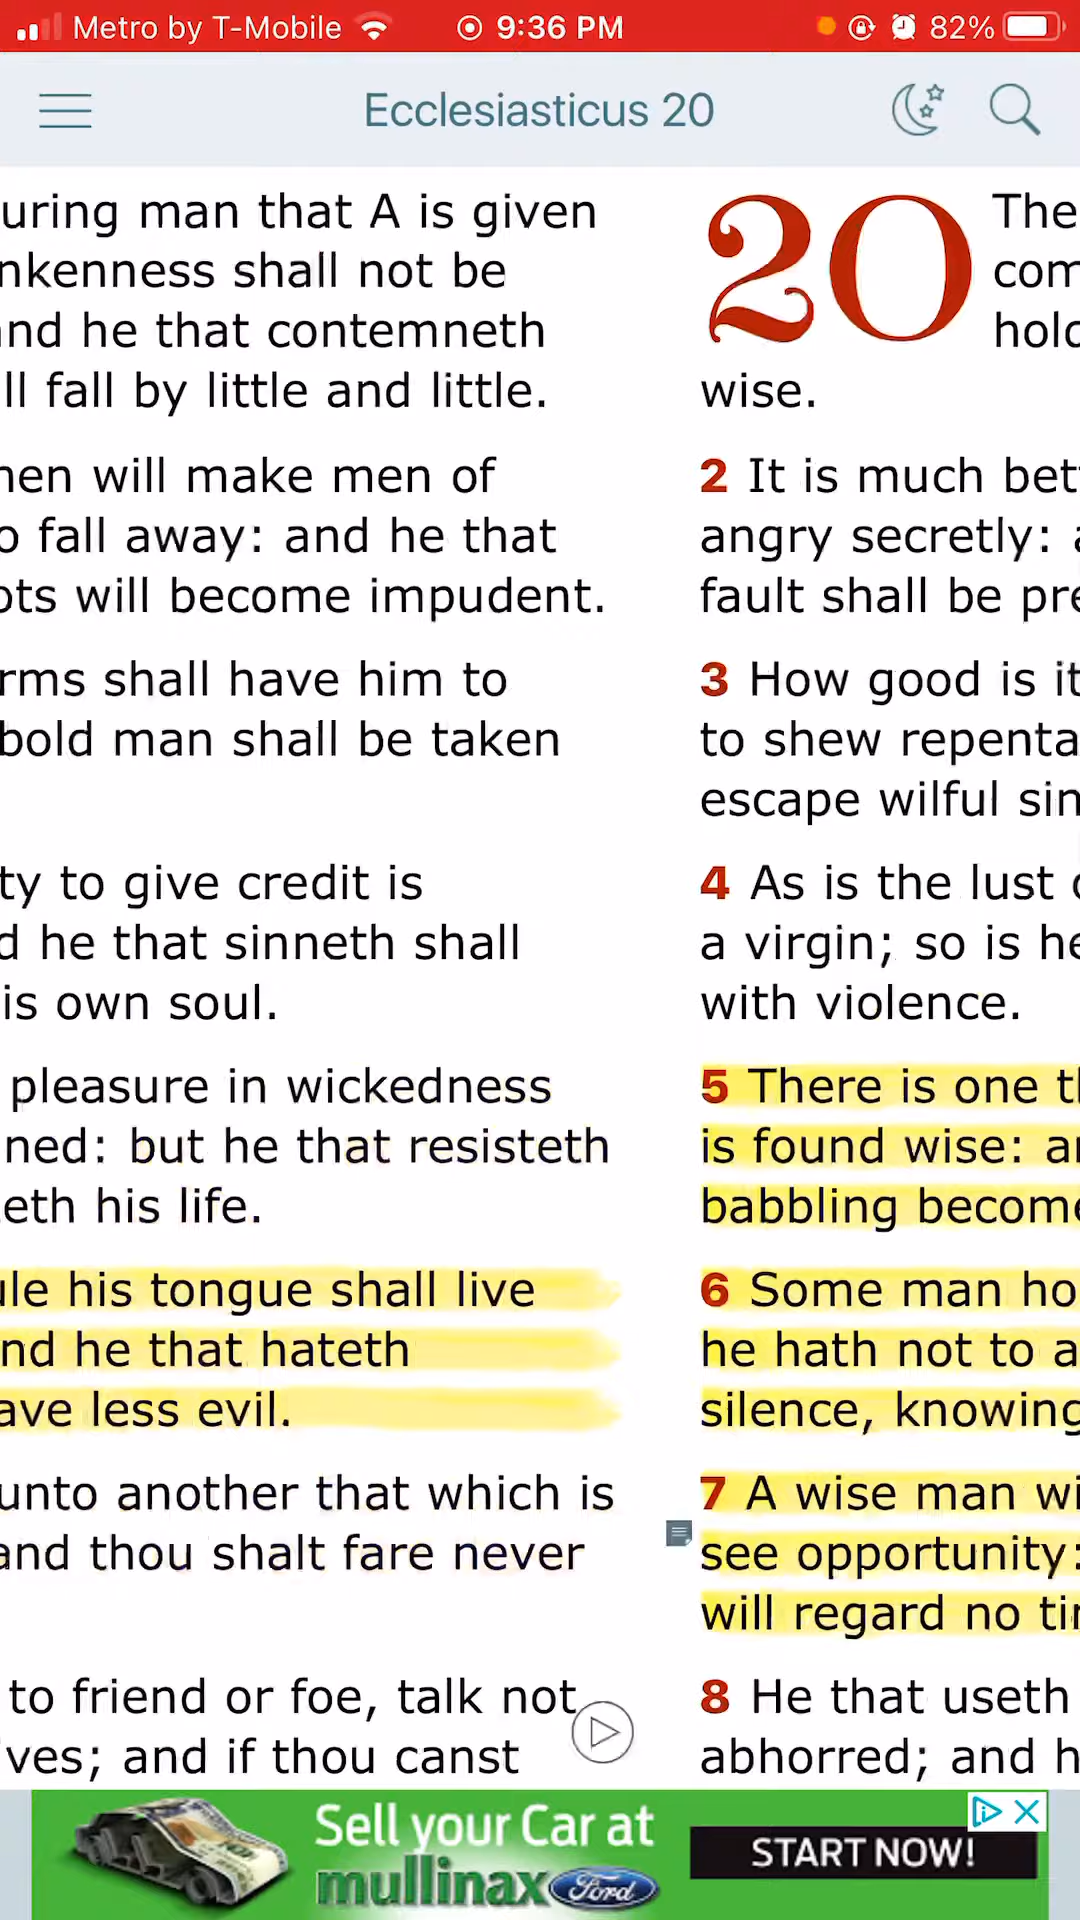 Metro by T-Mobile 9:36 PM 82%
Ecclesiasticus 20
uring man that A is given
nkenness shall not be
and he that contemneth
ll fall by little and little.
men will make men of
o fall away: and he that
ots will become impudent.
rms shall have him to
bold man shall be taken
ty to give credit is
d he that sinneth shall
is own soul.
pleasure in wickedness
ned: but he that resisteth
eth his life.
ule his tongue shall live
nd he that hateth
ave less evil.
unto another that which is
and thou shalt fare never
to friend or foe, talk not
ves; and if thou canst
20 The
com
hold
wise.
2 It is much bett
angry secretly: a
fault shall be pre
3 How good is it
to shew repenta
escape wilful sin
4 As is the lust o
a virgin; so is he
with violence.
5 There is one th
is found wise: an
babbling become
6 Some man ho
he hath not to a
silence, knowing
7 A wise man wi
see opportunity:
will regard no tim
8 He that useth
abhorred; and h
Sell your Car at
mullinax Ford
START NOW!